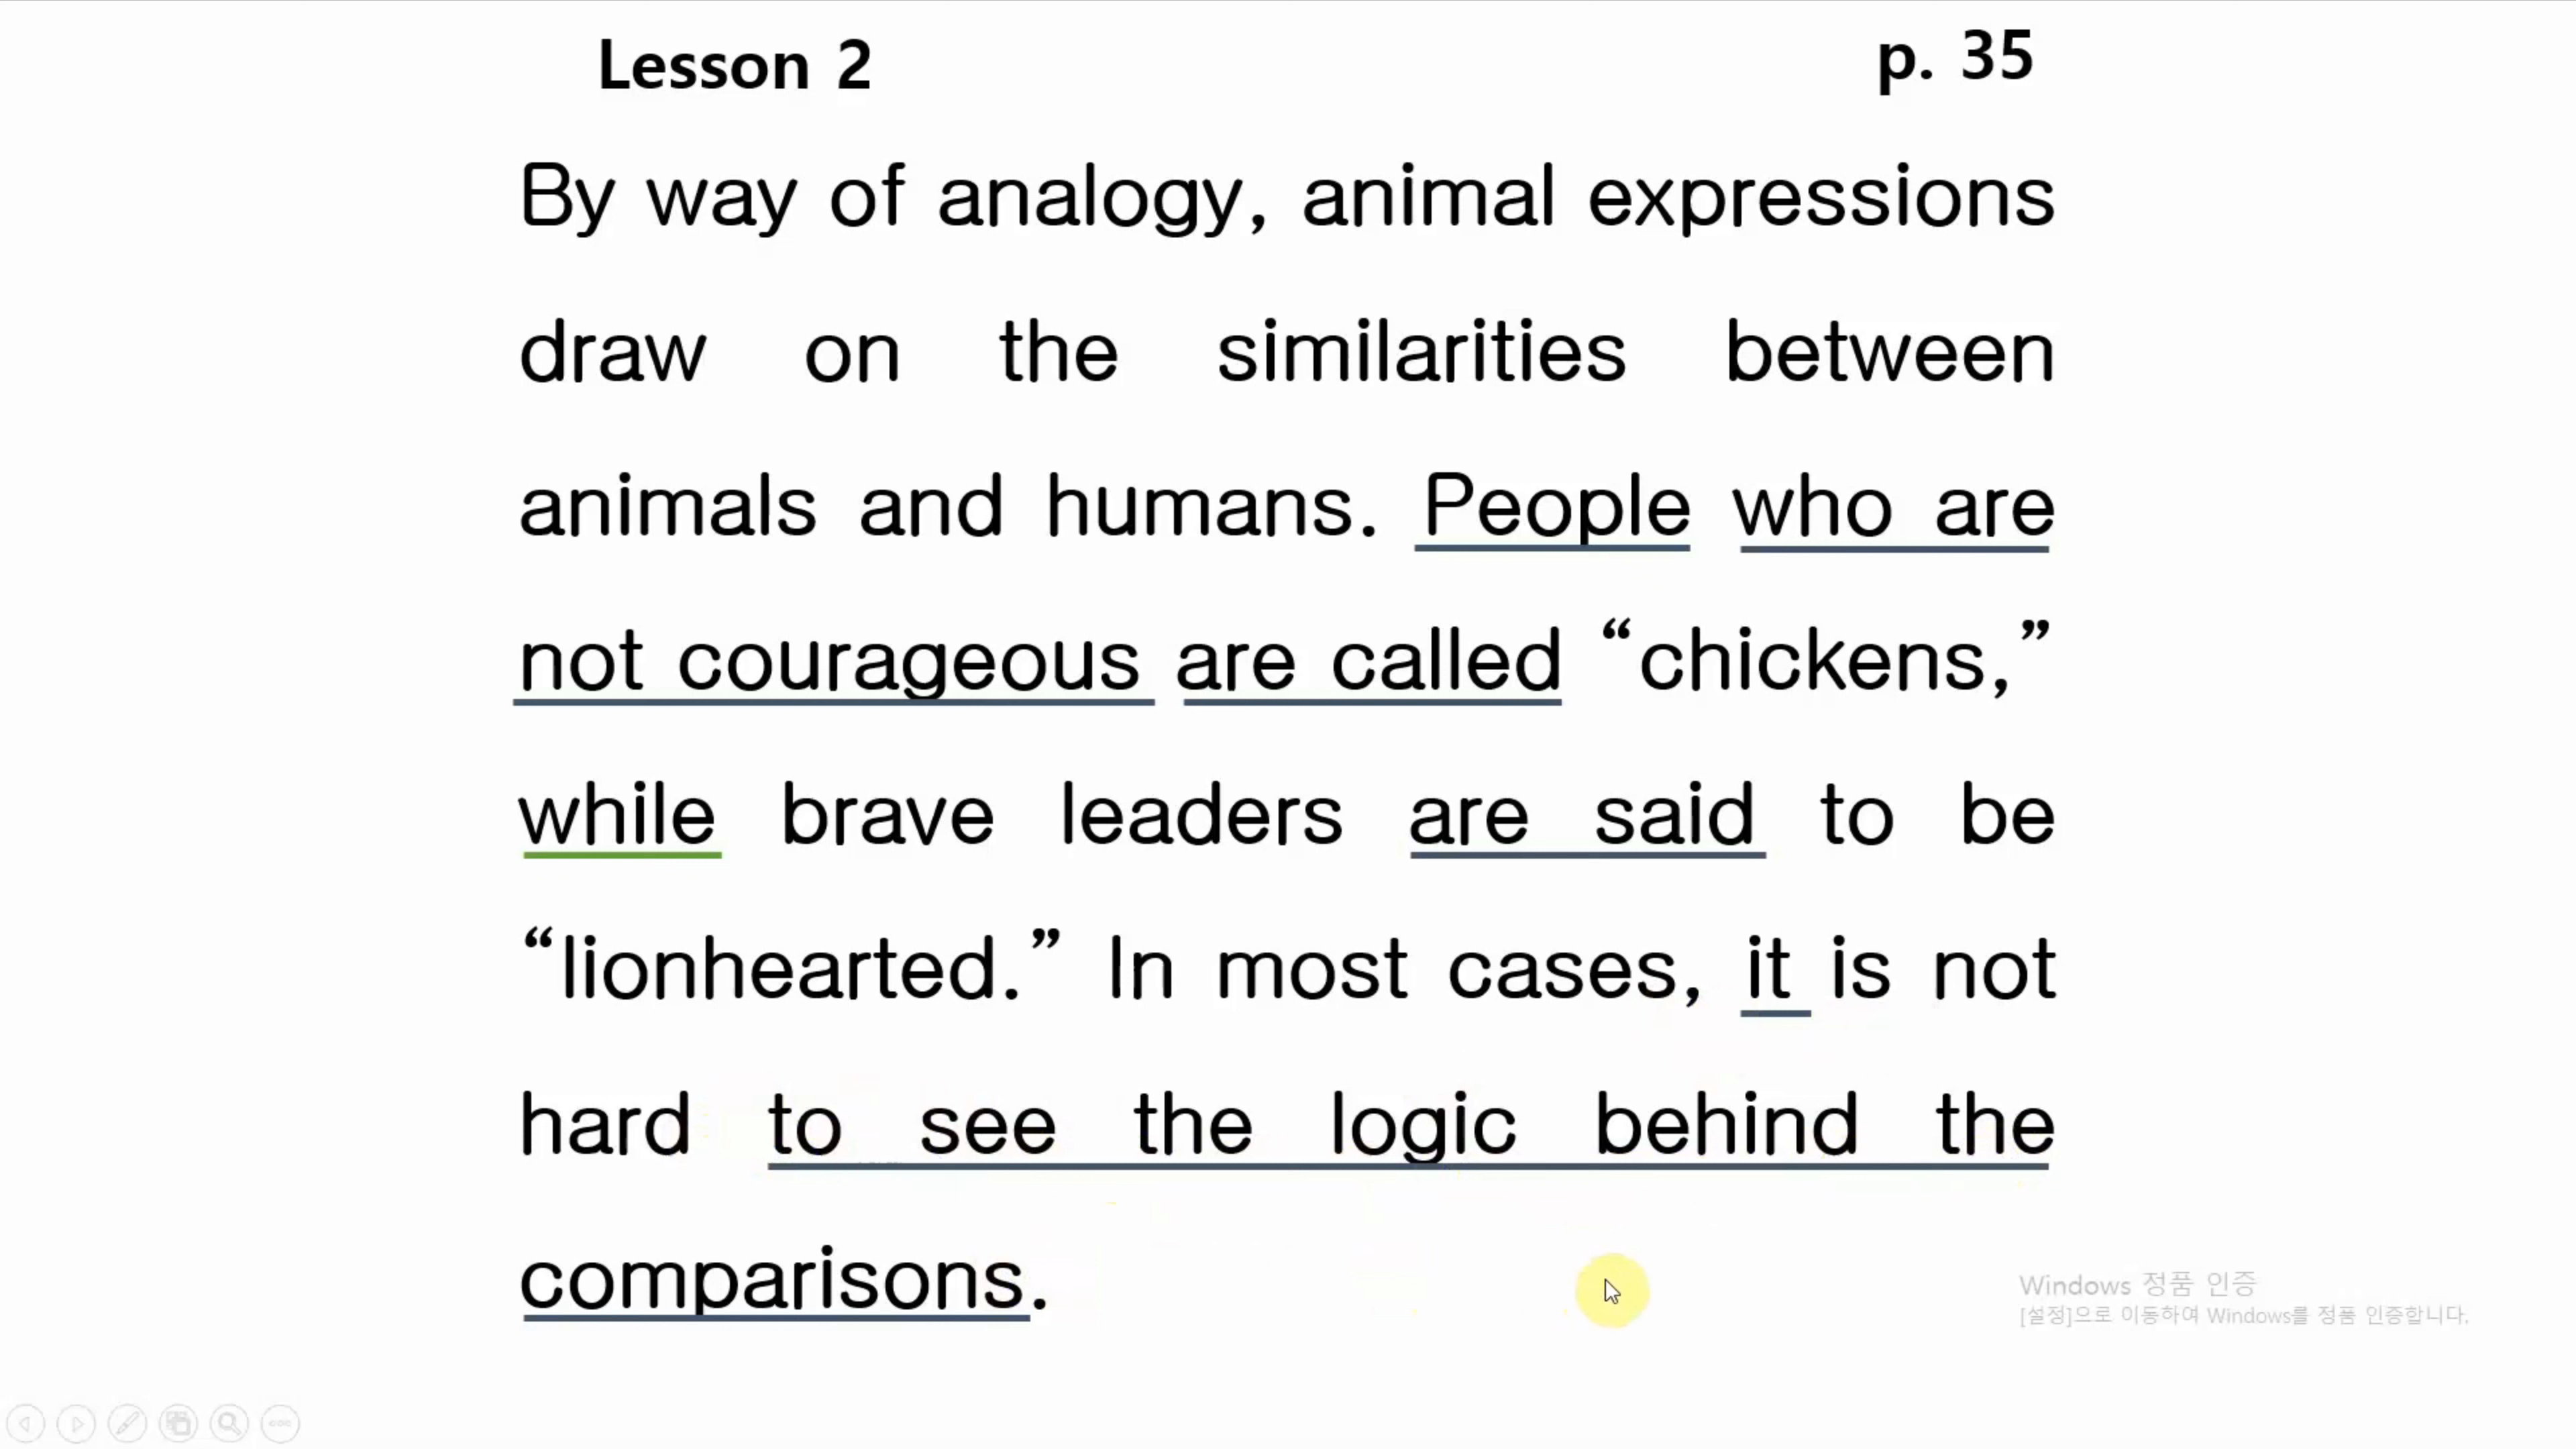 Lesson 2
p. 35
By way of analogy, animal expressions
draw on the similarities between
animals and humans. People who are
not courageous are called “chickens,”
while brave leaders are said to be
“lionhearted.” In most cases, it is not
hard to see the logic behind the
comparisons.
Windows 정품 인증
[설정]으로 이동하여 Windows를 정품 인증합니다.